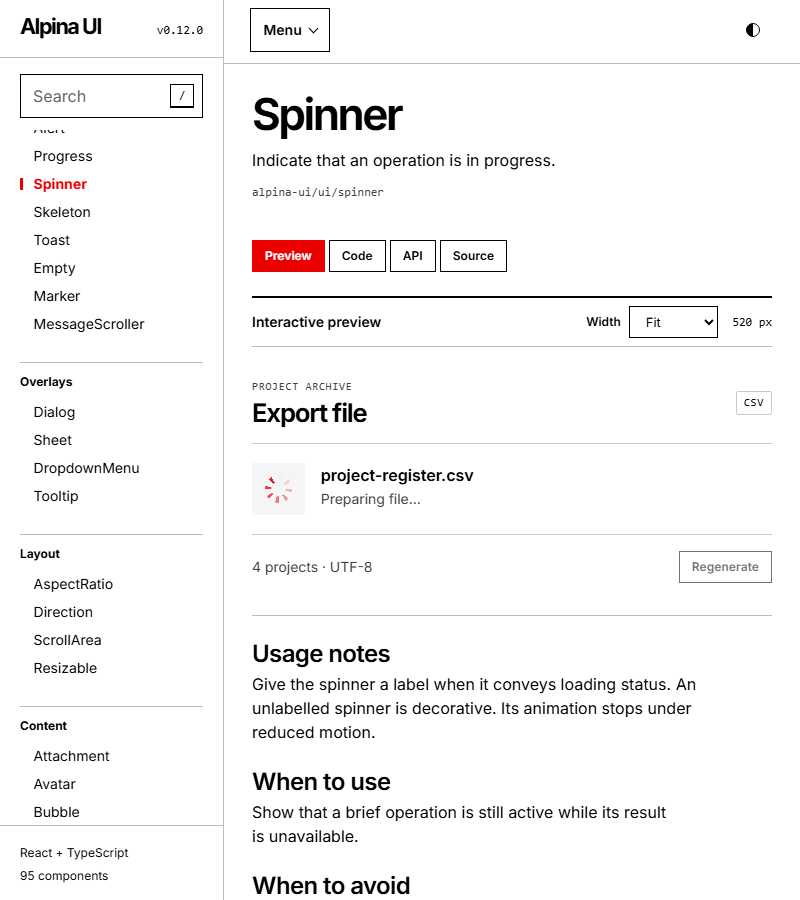 Alpina UI
v0.12.0
Search
/
Alert
Progress
Spinner
Skeleton
Toast
Empty
Marker
MessageScroller
Overlays
Dialog
Sheet
DropdownMenu
Tooltip
Layout
AspectRatio
Direction
ScrollArea
Resizable
Content
Attachment
Avatar
Bubble
React + TypeScript
95 components
Menu
Spinner
Indicate that an operation is in progress.
alpina-ui/ui/spinner
Preview
Code
API
Source
Interactive preview
Width
Fit
520 px
PROJECT ARCHIVE
Export file
CSV
project-register.csv
Preparing file...
4 projects · UTF-8
Regenerate
Usage notes
Give the spinner a label when it conveys loading status. An
unlabelled spinner is decorative. Its animation stops under
reduced motion.
When to use
Show that a brief operation is still active while its result
is unavailable.
When to avoid